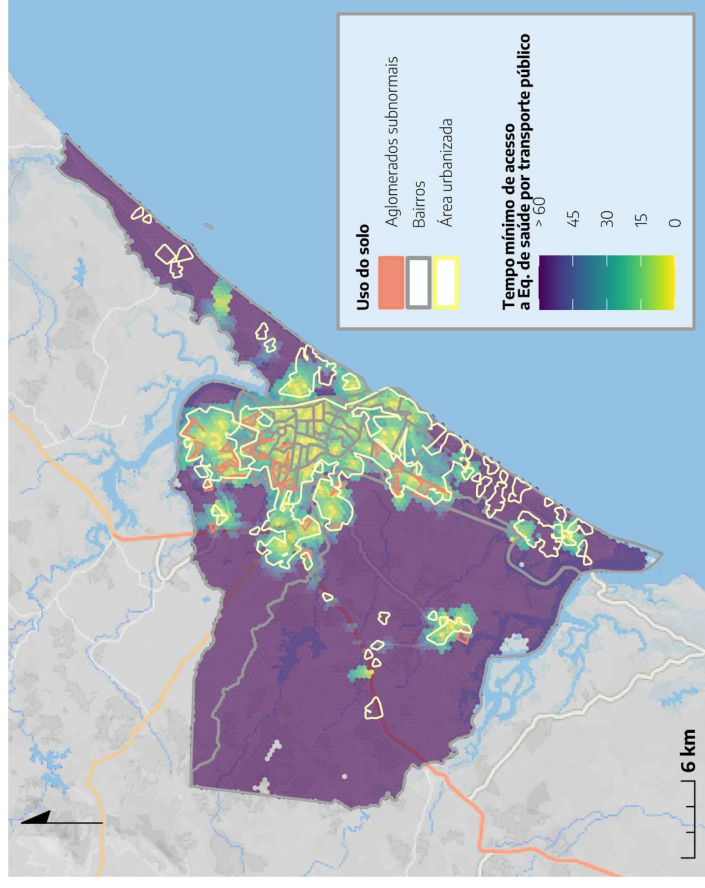 Uso do solo
Aglomerados subnormais
Bairros
Área urbanizada
Tempo mínimo de acesso
a Eq. de saúde por transporte público
> 60
45
30
15
0
6 km